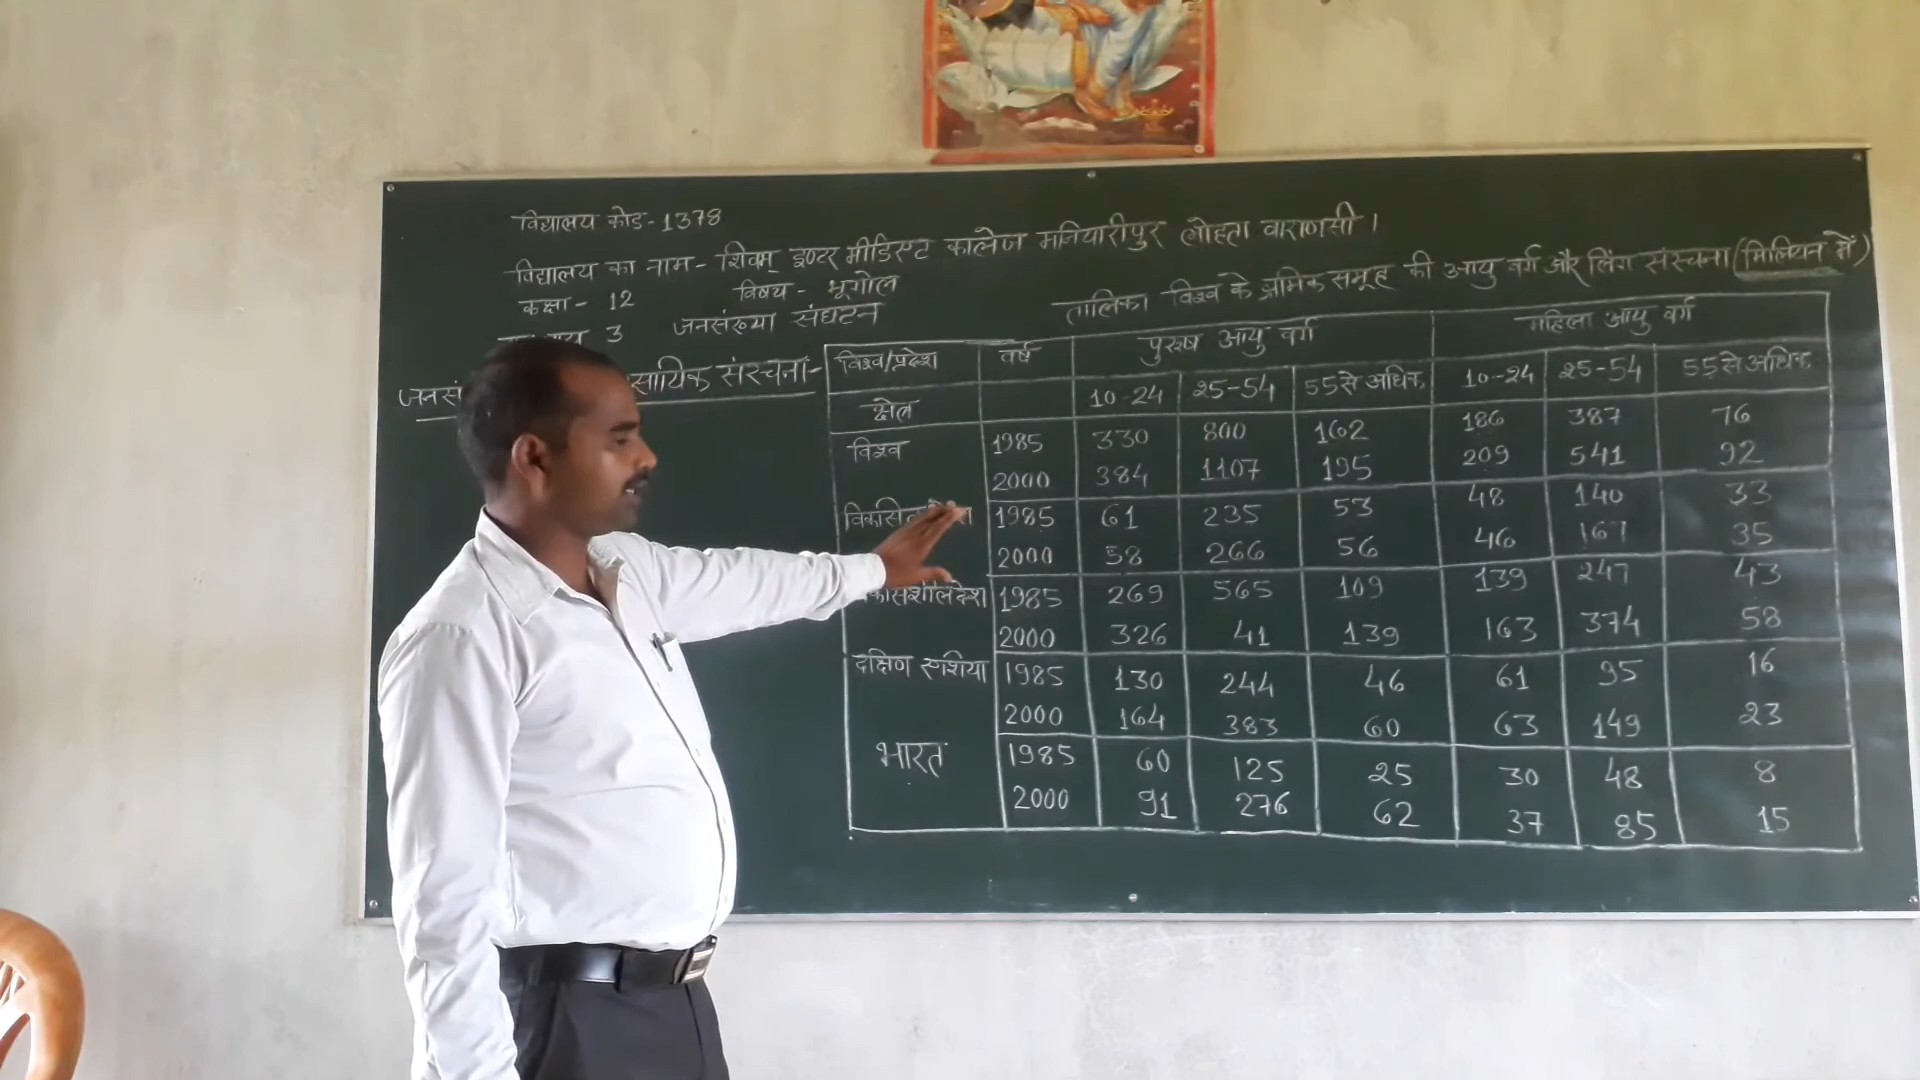 विद्यालय कोड-1378
विद्यालय का नाम- शिवम् इण्टर मीडिएट कालेज मनियारीपुर लोहता वाराणसी।
कक्षा- 12 विषय- भूगोल
3 जनसंख्या संघटन
तालिका विश्व के श्रमिक समूह की आयु वर्ग और लिंग संरचना (मिलियन में)
विश्व/प्रदेश वर्ष पुरूष आयु वर्ग महिला आयु वर्ग
क्षेत्र 10-24 25-54 55से अधिक 10-24 25-54 55से अधिक
विश्व 1985 330 800 162 186 387 76
2000 384 1107 195 209 541 92
1985 61 235 53 48 140 33
2000 58 266 56 46 167 35
1985 269 565 109 139 247 43
2000 326 41 139 163 374 58
दक्षिण एशिया 1985 130 244 46 61 95 16
2000 164 383 60 63 149 23
भारत 1985 60 125 25 30 48 8
2000 91 276 62 37 85 15